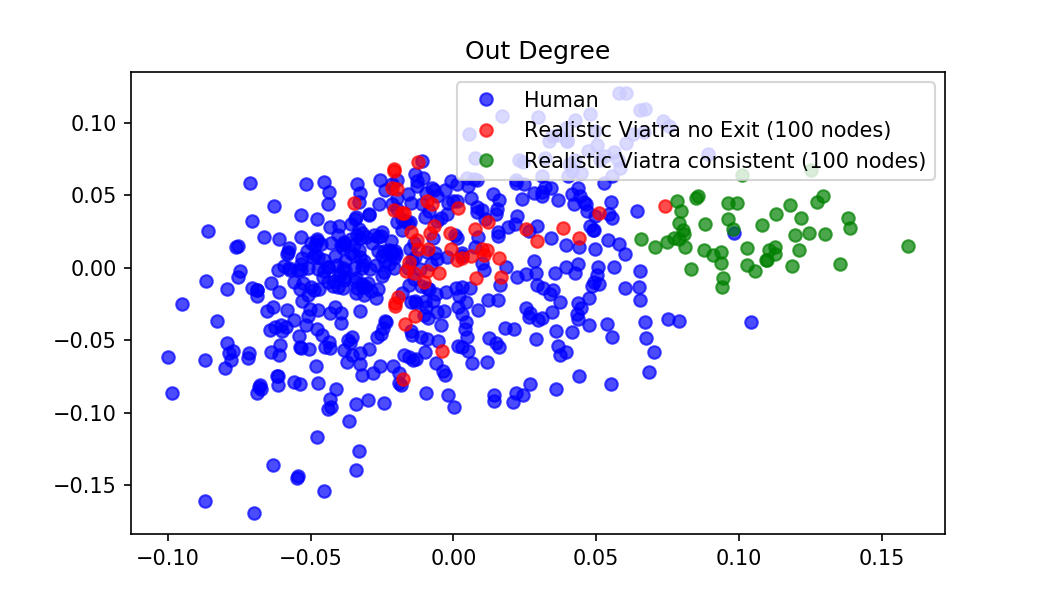 Out Degree
Human
Realistic Viatra no Exit (100 nodes)
Realistic Viatra consistent (100 nodes)
0.10
0.05
0.00
−0.05
−0.10
−0.15
−0.10 −0.05 0.00 0.05 0.10 0.15